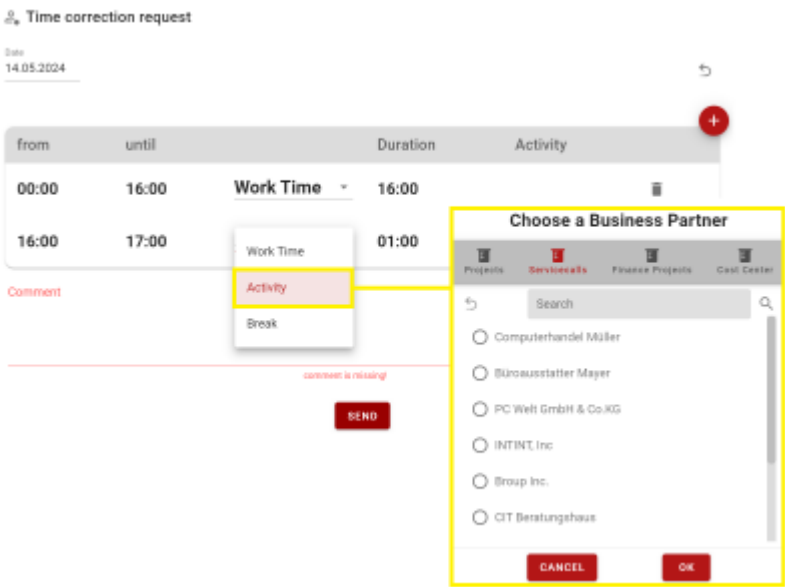 Time correction request
Date
14.05.2024
+
from until Duration Activity
00:00 16:00 Work Time 16:00
16:00 17:00 01:00
Work Time
Activity
Break
Comment
comment is missing!
SEND
Choose a Business Partner
Projects Servicecalls Finance Projects Cost Center
Search
Computerhandel Müller
Büroausstatter Mayer
PC Welt GmbH & Co.KG
INTINT, Inc
Broup Inc.
CIT Beratungshaus
CANCEL OK